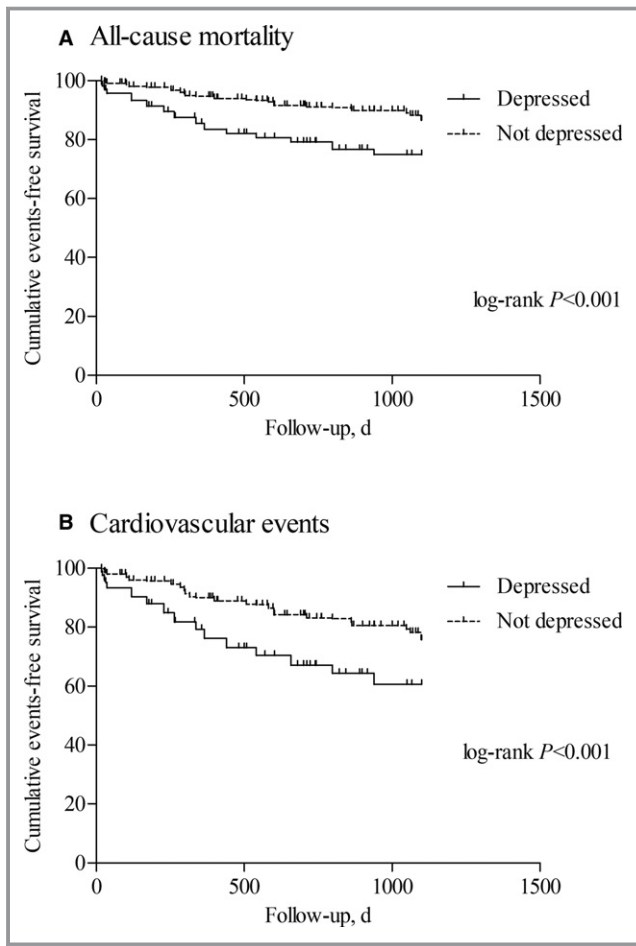 A All-cause mortality
Cumulative events-free survival
100
80
60
40
20
0
0 500 1000 1500
Follow-up, d
Depressed
Not depressed
log-rank P<0.001
B Cardiovascular events
Cumulative events-free survival
100
80
60
40
20
0
0 500 1000 1500
Follow-up, d
Depressed
Not depressed
log-rank P<0.001